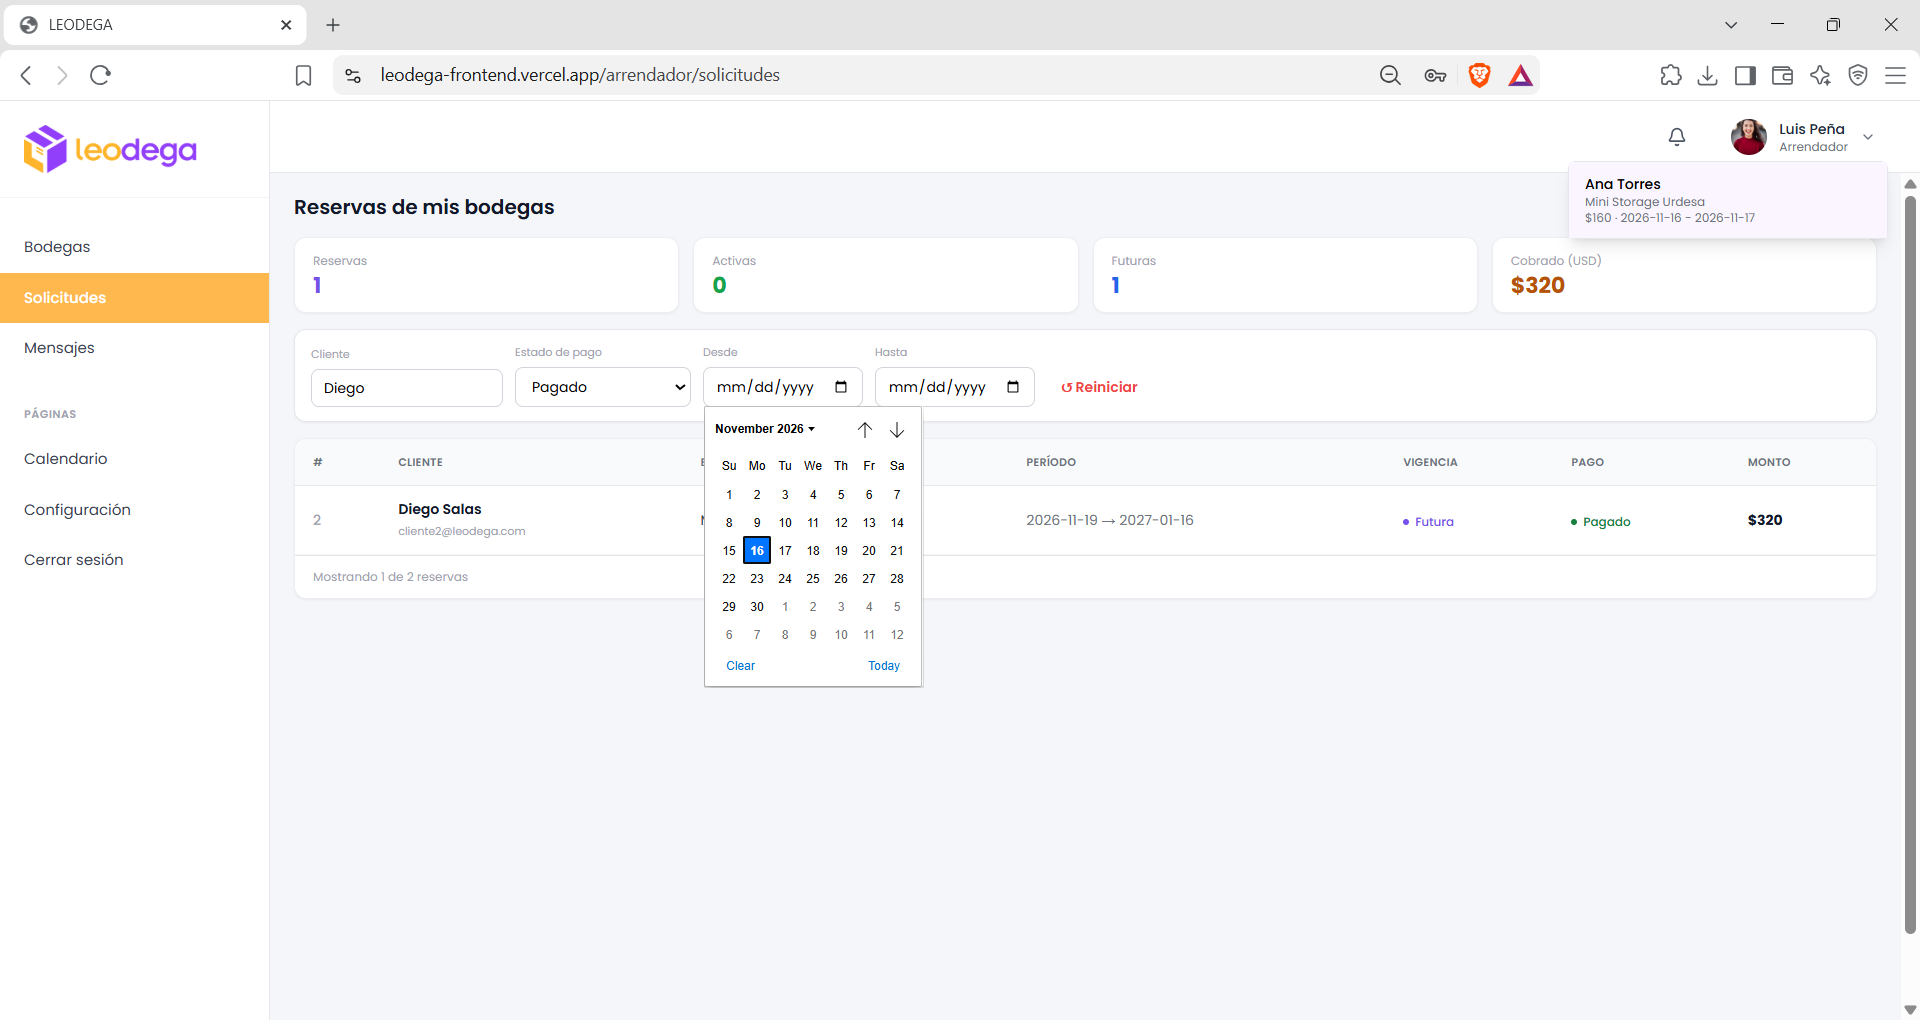 LEODEGA
leodega-frontend.vercel.app/arrendador/solicitudes
leodega
Luis Peña
Arrendador
Ana Torres
Mini Storage Urdesa
$160 · 2026-11-16 - 2026-11-17
Bodegas
Solicitudes
Mensajes
PÁGINAS
Calendario
Configuración
Cerrar sesión
Reservas de mis bodegas
Reservas
1
Activas
0
Futuras
1
Cobrado (USD)
$320
Cliente
Diego
Estado de pago
Pagado
Desde
mm/dd/yyyy
Hasta
mm/dd/yyyy
↺ Reiniciar
# CLIENTE PERÍODO VIGENCIA PAGO MONTO
2 Diego Salas 2026-11-19 → 2027-01-16 Futura Pagado $320
cliente2@leodega.com
Mostrando 1 de 2 reservas
November 2026
Su Mo Tu We Th Fr Sa
1 2 3 4 5 6 7
8 9 10 11 12 13 14
15 16 17 18 19 20 21
22 23 24 25 26 27 28
29 30 1 2 3 4 5
6 7 8 9 10 11 12
Clear Today